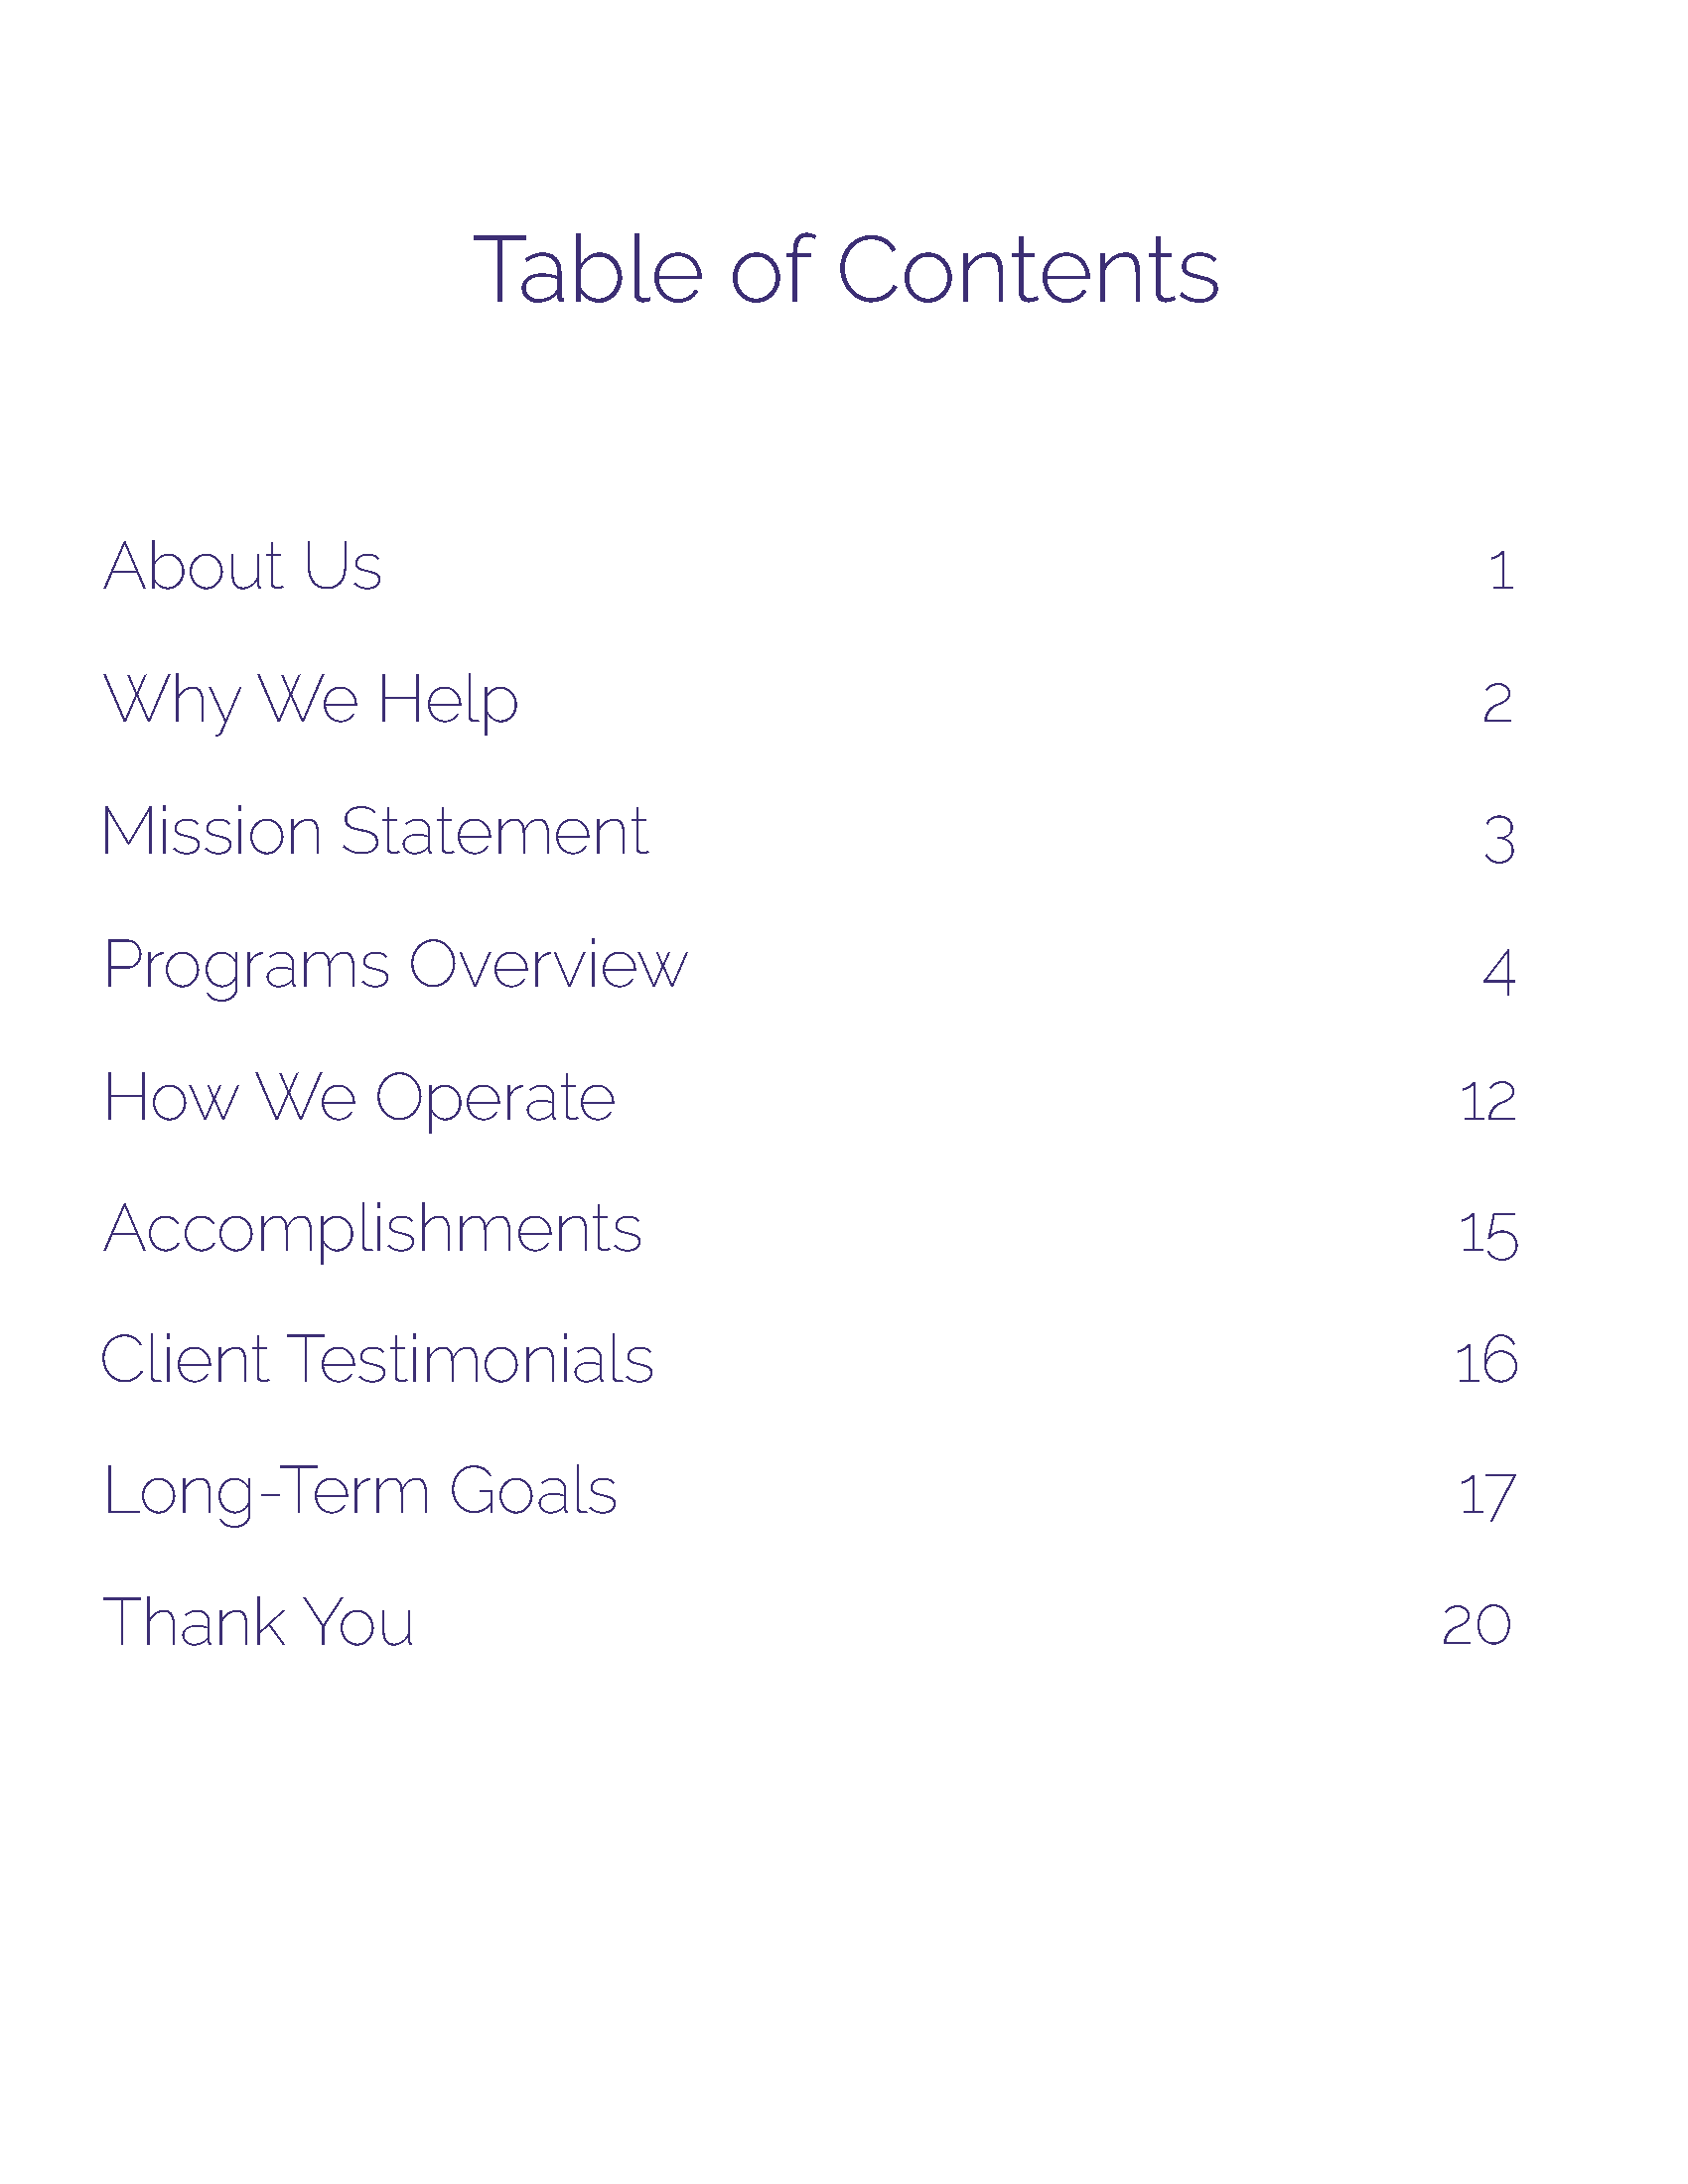 Table of Contents
About Us 1
Why We Help 2
Mission Statement 3
Programs Overview 4
How We Operate 12
Accomplishments 15
Client Testimonials 16
Long-Term Goals 17
Thank You 20